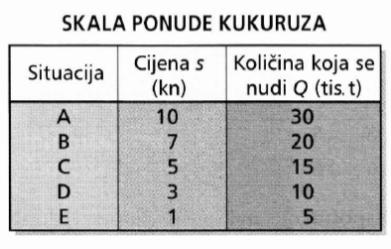 SKALA PONUDE KUKURUZA
Situacija Cijena s (kn) Količina koja se nudi Q (tis. t)
A 10 30
B 7 20
C 5 15
D 3 10
E 1 5